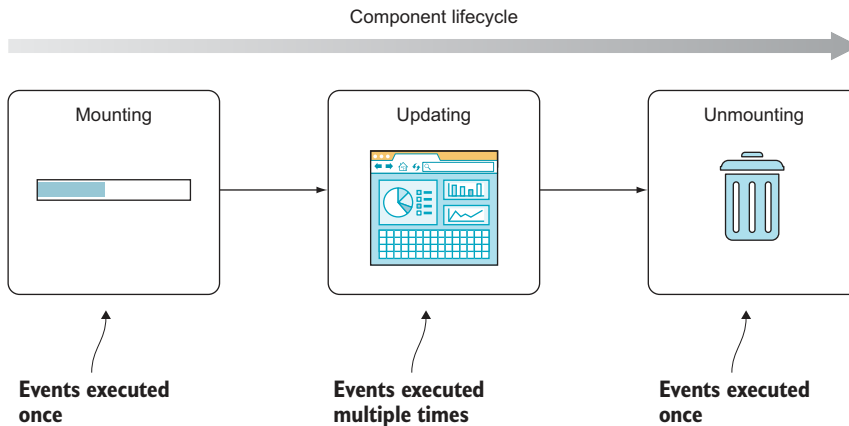 Component lifecycle
Mounting
Updating
Unmounting
Events executed
once
Events executed
multiple times
Events executed
once